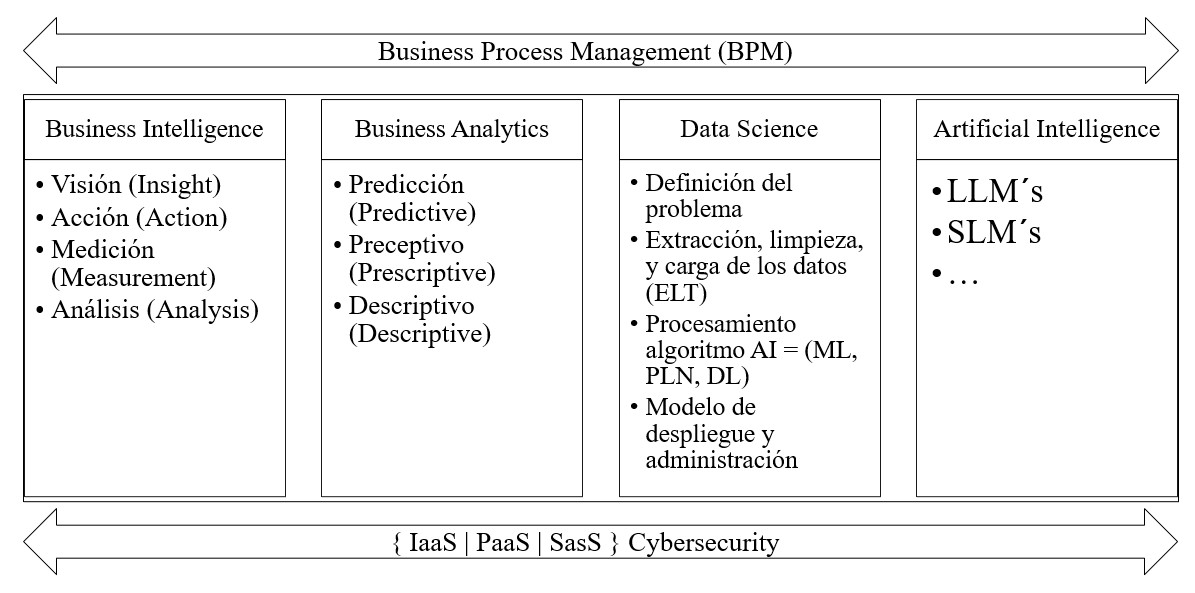 Business Process Management (BPM)
Business Intelligence
• Visión (Insight)
• Acción (Action)
• Medición
(Measurement)
• Análisis (Analysis)
Business Analytics
• Predicción
(Predictive)
• Preceptivo
(Prescriptive)
• Descriptivo
(Descriptive)
Data Science
• Definición del
problema
• Extracción, limpieza,
y carga de los datos
(ELT)
• Procesamiento
algoritmo AI = (ML,
PLN, DL)
• Modelo de
despliegue y
administración
Artificial Intelligence
• LLM´s
• SLM´s
• …
{ IaaS | PaaS | SasS } Cybersecurity